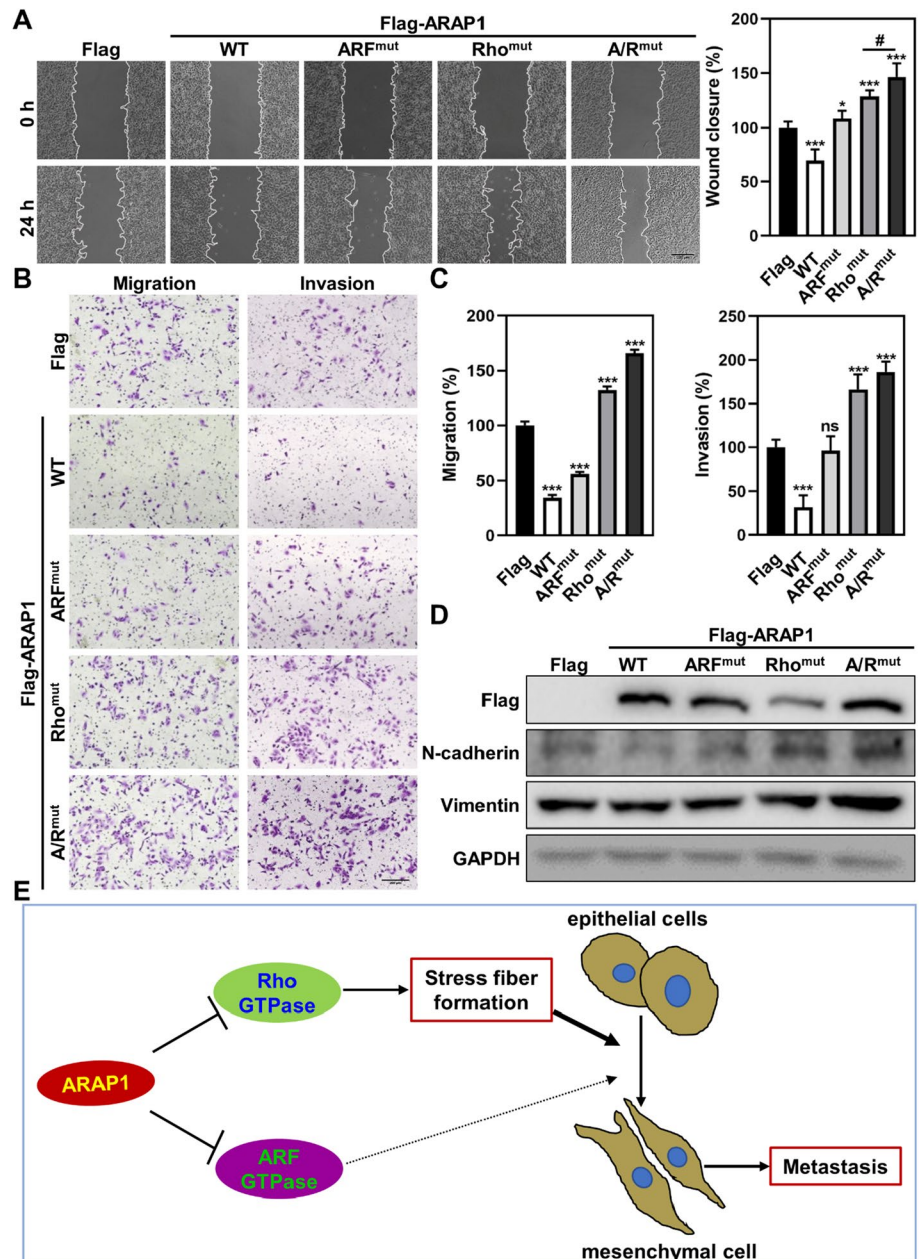 A
Flag-ARAP1
Flag WT ARFmut Rhomut A/Rmut
0 h
24 h
Wound closure (%)
200
150
100
50
0
* *** *** *** #
Flag WT ARFmut Rhomut A/Rmut
B
Migration Invasion
Flag
Flag-ARAP1
WT
ARFmut
Rhomut
A/Rmut
C
Migration (%)
200
150
100
50
0
*** *** *** ***
Flag WT ARFmut Rhomut A/Rmut
Invasion (%)
250
200
150
100
50
0
*** ns *** ***
Flag WT ARFmut Rhomut A/Rmut
D
Flag-ARAP1
Flag WT ARFmut Rhomut A/Rmut
Flag
N-cadherin
Vimentin
GAPDH
E
epithelial cells
Rho
GTPase
Stress fiber
formation
ARAP1
ARF
GTPase
Metastasis
mesenchymal cell